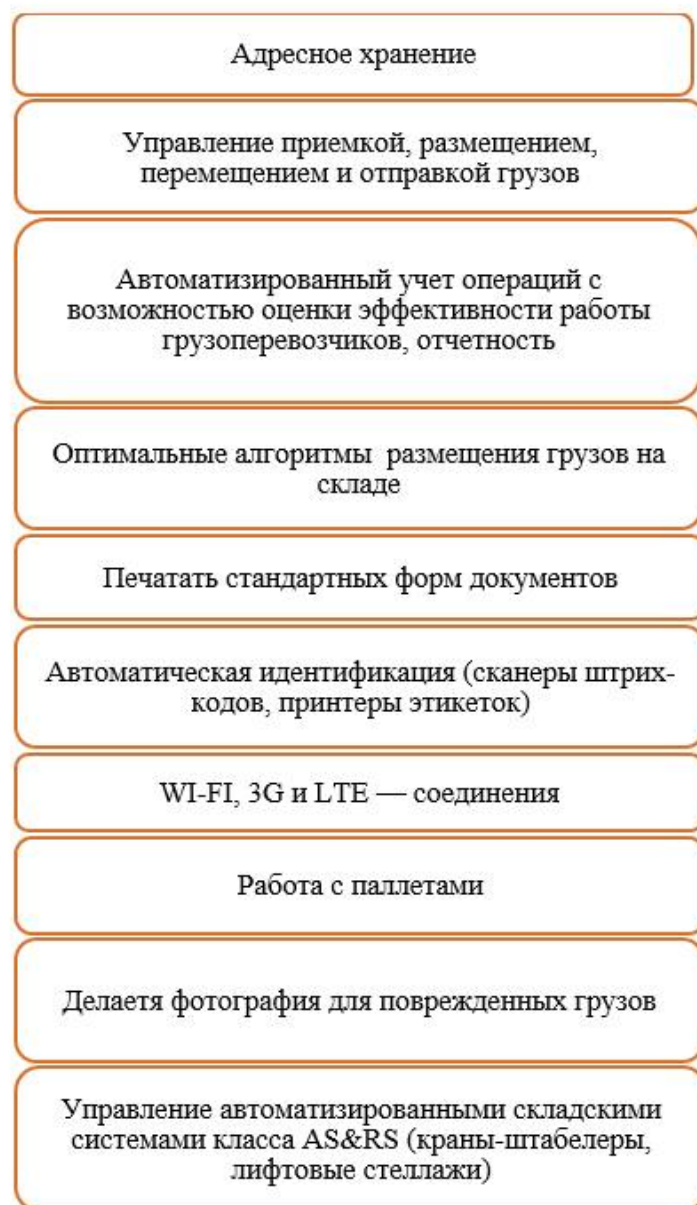 Адресное хранение
Управление приемкой, размещением,
перемещением и отправкой грузов
Автоматизированный учет операций с
возможностью оценки эффективности работы
грузоперевозчиков, отчетность
Оптимальные алгоритмы размещения грузов на
складе
Печатать стандартных форм документов
Автоматическая идентификация (сканеры штрих-
кодов, принтеры этикеток)
WI-FI, 3G и LTE — соединения
Работа с паллетами
Делаетя фотография для поврежденных грузов
Управление автоматизированными складскими
системами класса AS&RS (краны-штабелеры,
лифтовые стеллажи)